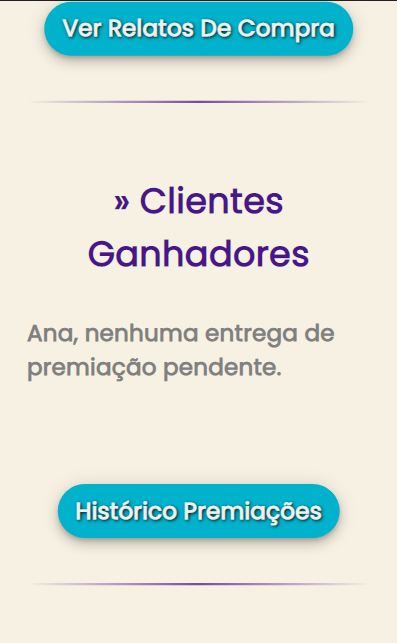 Ver Relatos De Compra
» Clientes
Ganhadores
Ana, nenhuma entrega de
premiação pendente.
Histórico Premiações